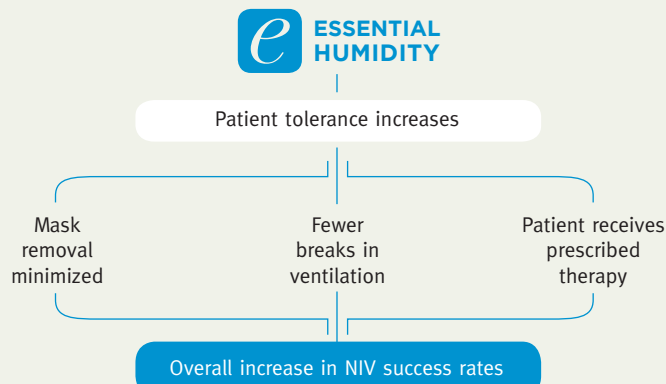 e ESSENTIAL
HUMIDITY
Patient tolerance increases
Mask
removal
minimized
Fewer
breaks in
ventilation
Patient receives
prescribed
therapy
Overall increase in NIV success rates